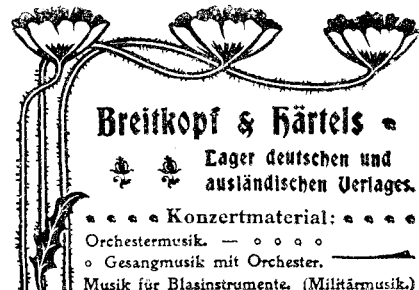 Breitkopf & Härtels
Lager deutschen und
ausländischen Verlages.
Konzertmaterial:
Orchestermusik. —
Gesangmusik mit Orchester.
Musik für Blasinstrumente. (Militärmusik.)